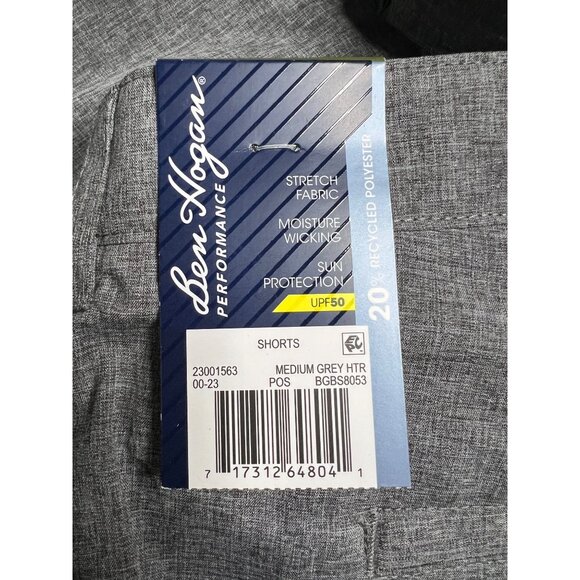 Ben Hogan®
PERFORMANCE
STRETCH
FABRIC
MOISTURE
WICKING
SUN
PROTECTION
UPF50
20% RECYCLED POLYESTER
SHORTS
23001563 MEDIUM GREY HTR
00-23 POS BGBS8053
7 17312 64804 1